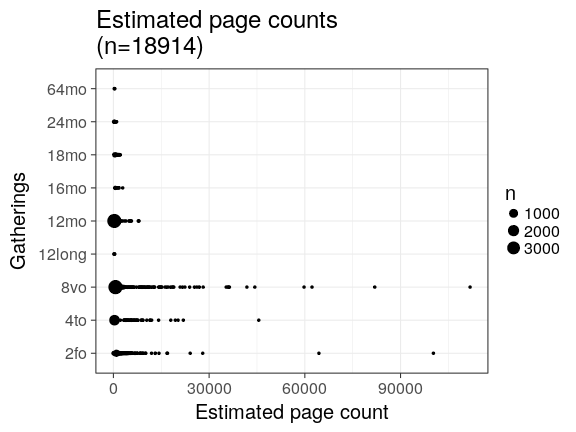 Estimated page counts
(n=18914)
Gatherings
64mo
24mo
18mo
16mo
12mo
12long
8vo
4to
2fo
0 30000 60000 90000
Estimated page count
n
1000
2000
3000